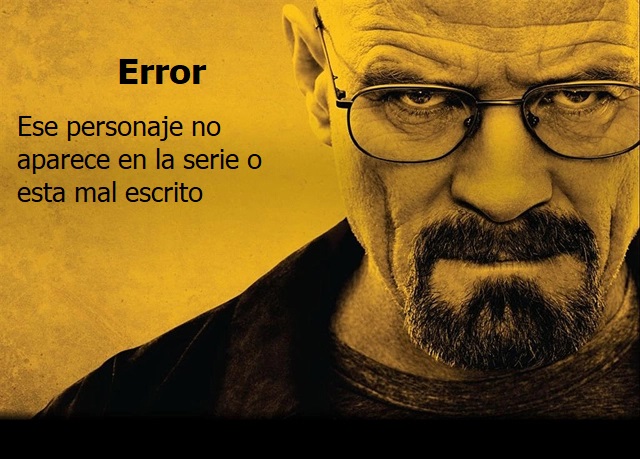 Error
Ese personaje no
aparece en la serie o
esta mal escrito